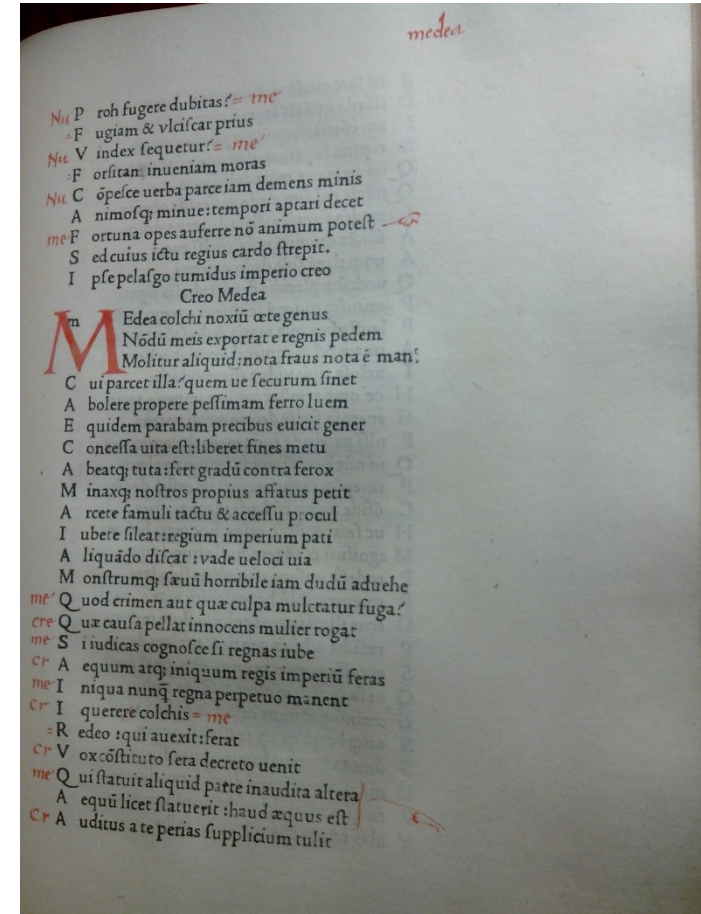 medea
Nu P roh fugere dubitas? = me
= F ugiam & vlciſcar prius
Nu V index ſequetur? = me
= F orſitan inueniam moras
Nu C ōpeſce uerba parce iam demens minis
A nimoſq; minue: tempori aptari decet
me F ortuna opes auferre nō animum poteſt
S ed cuius ictu regius cardo ſtrepit.
I pſe pelaſgo tumidus imperio creo
Creo Medea
m MEdea colchi noxiū œte genus
Nōdū meis exportat e regnis pedem
Molitur aliquid: nota fraus nota ē manꝰ
C ui parcet illa? quem ue ſecurum ſinet
A bolere propere peſſimam ferro luem
E quidem parabam precibus euicit gener
C onceſſa uita eſt: liberet fines metu
A beatq; tuta: fert gradū contra ferox
M inaxq; noſtros propius affatus petit
A rcete famuli tactu & acceſſu procul
I ubete ſileat: regium imperium pati
A liquādo diſcat : vade ueloci uia
M onſtrumq; ſæuū horribile iam dudū aduehe
me Q uod crimen aut quæ culpa mulctatur fuga?
cre Q uæ cauſa pellat innocens mulier rogat
me S i iudicas cognoſce ſi regnas iube
cr A equum atq; iniquum regis imperiū feras
me I niqua nunq̄ regna perpetuo manent
Cr I querere colchis = me
= R edeo : qui auexit: ferat
Cr V ox cōſtituto ſera decreto uenit
me Q ui ſtatuit aliquid parte inaudita altera
A equū licet ſtatuerit : haud æquus eſt
Cr A uditus a te perias ſupplicium tulit